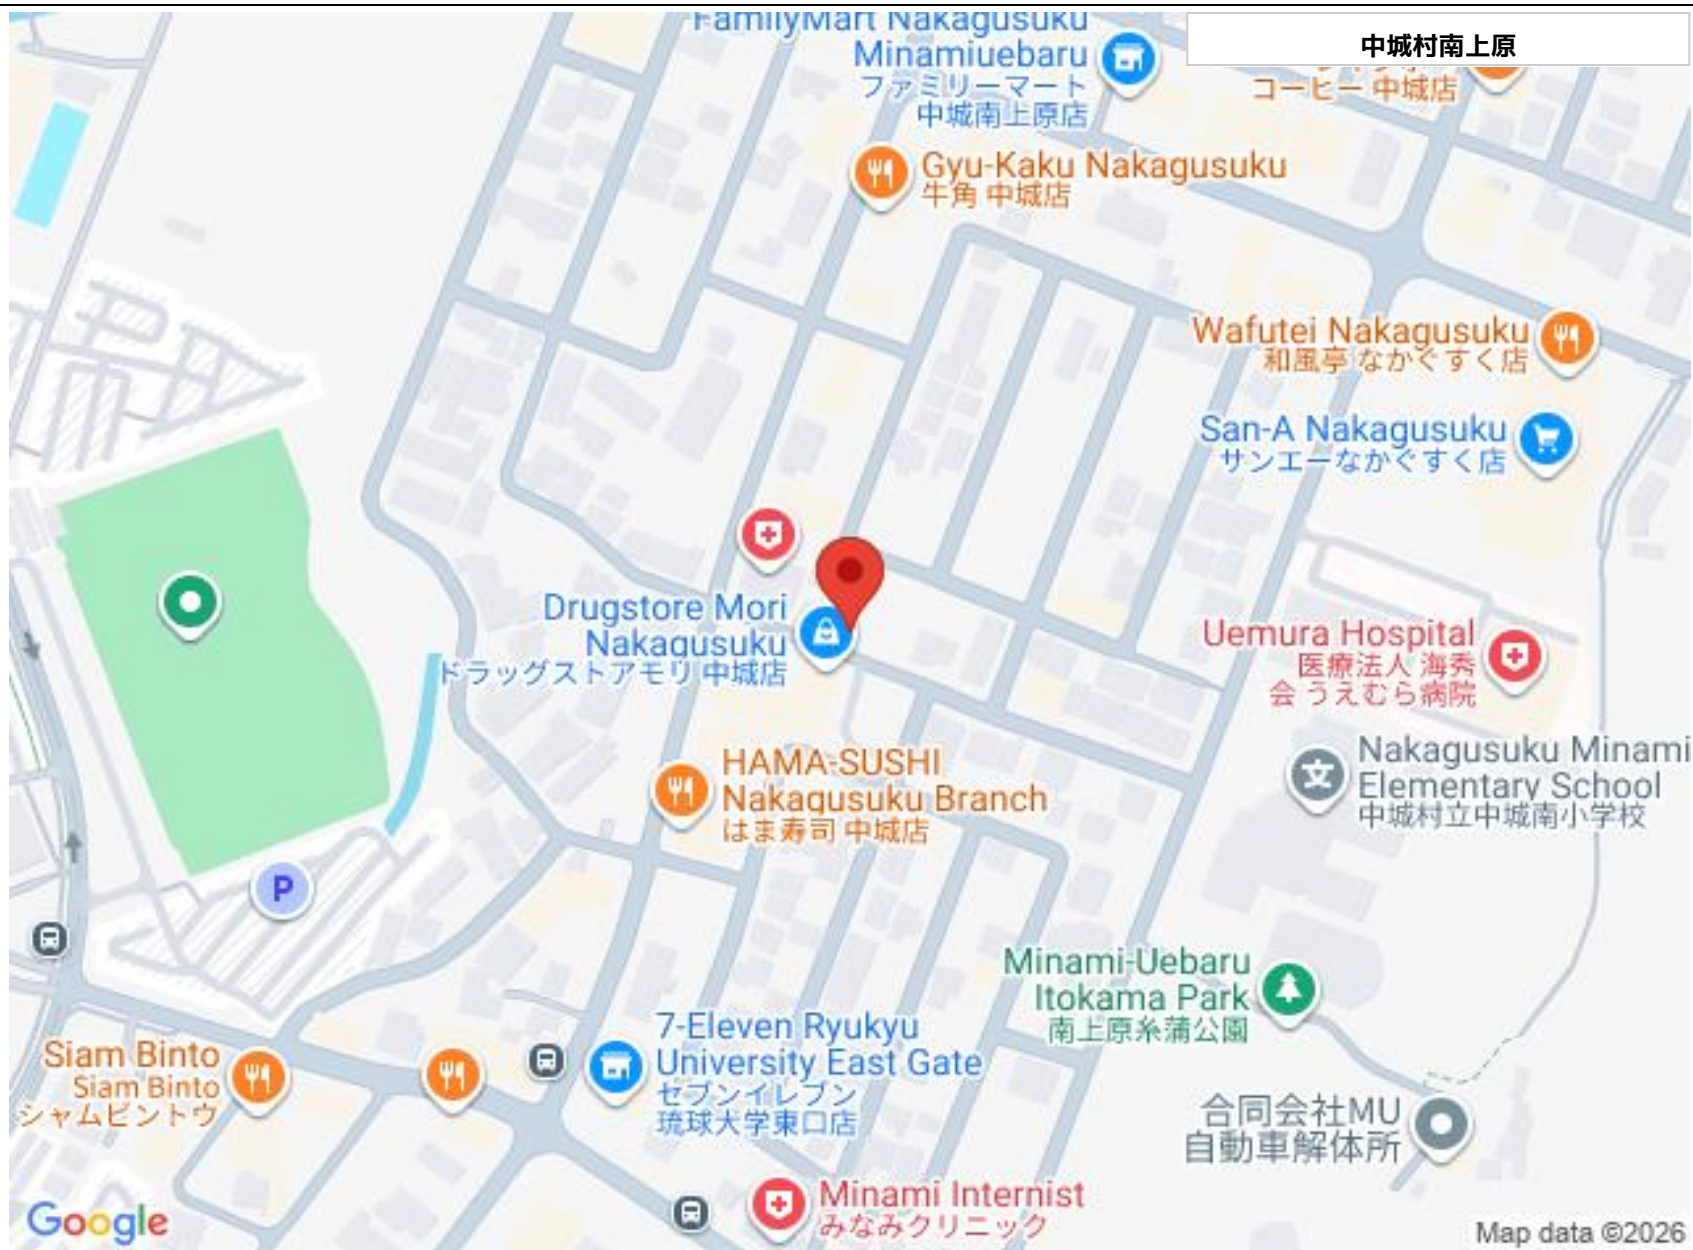 中城村南上原
FamilyMart Nakagusuku
Minamiuebaru
ファミリーマート
中城南上原店
コーヒー 中城店
Gyu-Kaku Nakagusuku
牛角 中城店
Wafutei Nakagusuku
和風亭 なかぐすく店
San-A Nakagusuku
サンエーなかぐすく店
Drugstore Mori
Nakagusuku
ドラッグストアモリ 中城店
Uemura Hospital
医療法人 海秀
会 うえむら病院
HAMA-SUSHI
Nakagusuku Branch
はま寿司 中城店
Nakagusuku Minami
Elementary School
中城村立中城南小学校
P
Minami-Uebaru
Itokama Park
南上原糸蒲公園
7-Eleven Ryukyu
University East Gate
セブンイレブン
琉球大学東口店
Siam Binto
Siam Binto
シャムビントウ
合同会社MU
自動車解体所
Minami Internist
みなみクリニック
Google
Map data ©2026